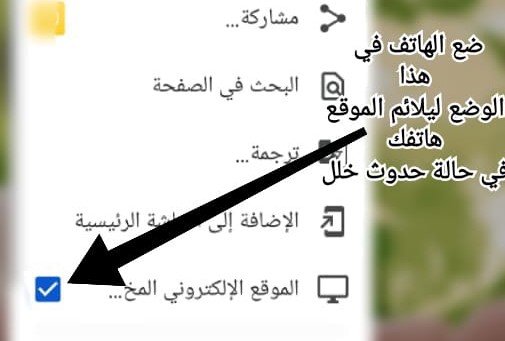 مشاركة...
البحث في الصفحة
ترجمة...
الإضافة إلى الشاشة الرئيسية
الموقع الإلكتروني المخ...
ضع الهاتف في
هذا
الوضع ليلائم الموقع
هاتفك
في حالة حدوث خلل